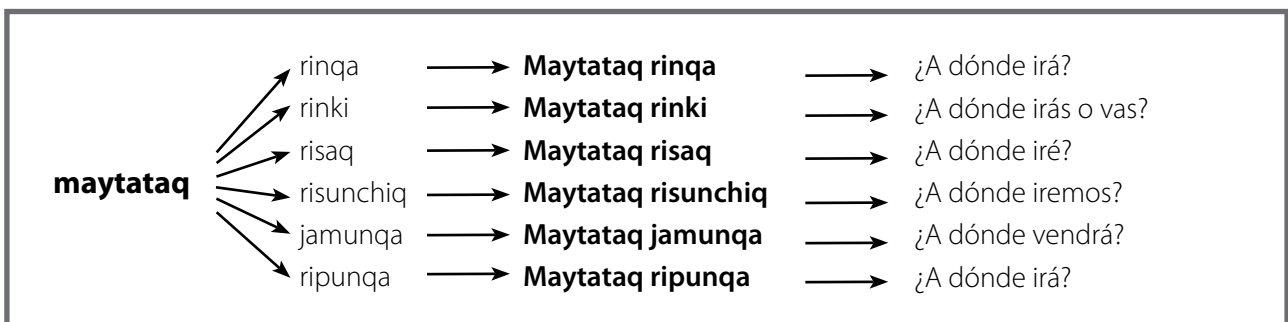 rinqa Maytataq rinqa ¿A dónde irá?
rinki Maytataq rinki ¿A dónde irás o vas?
risaq Maytataq risaq ¿A dónde iré?
maytataq
risunchiq Maytataq risunchiq ¿A dónde iremos?
jamunqa Maytataq jamunqa ¿A dónde vendrá?
ripunqa Maytataq ripunqa ¿A dónde irá?